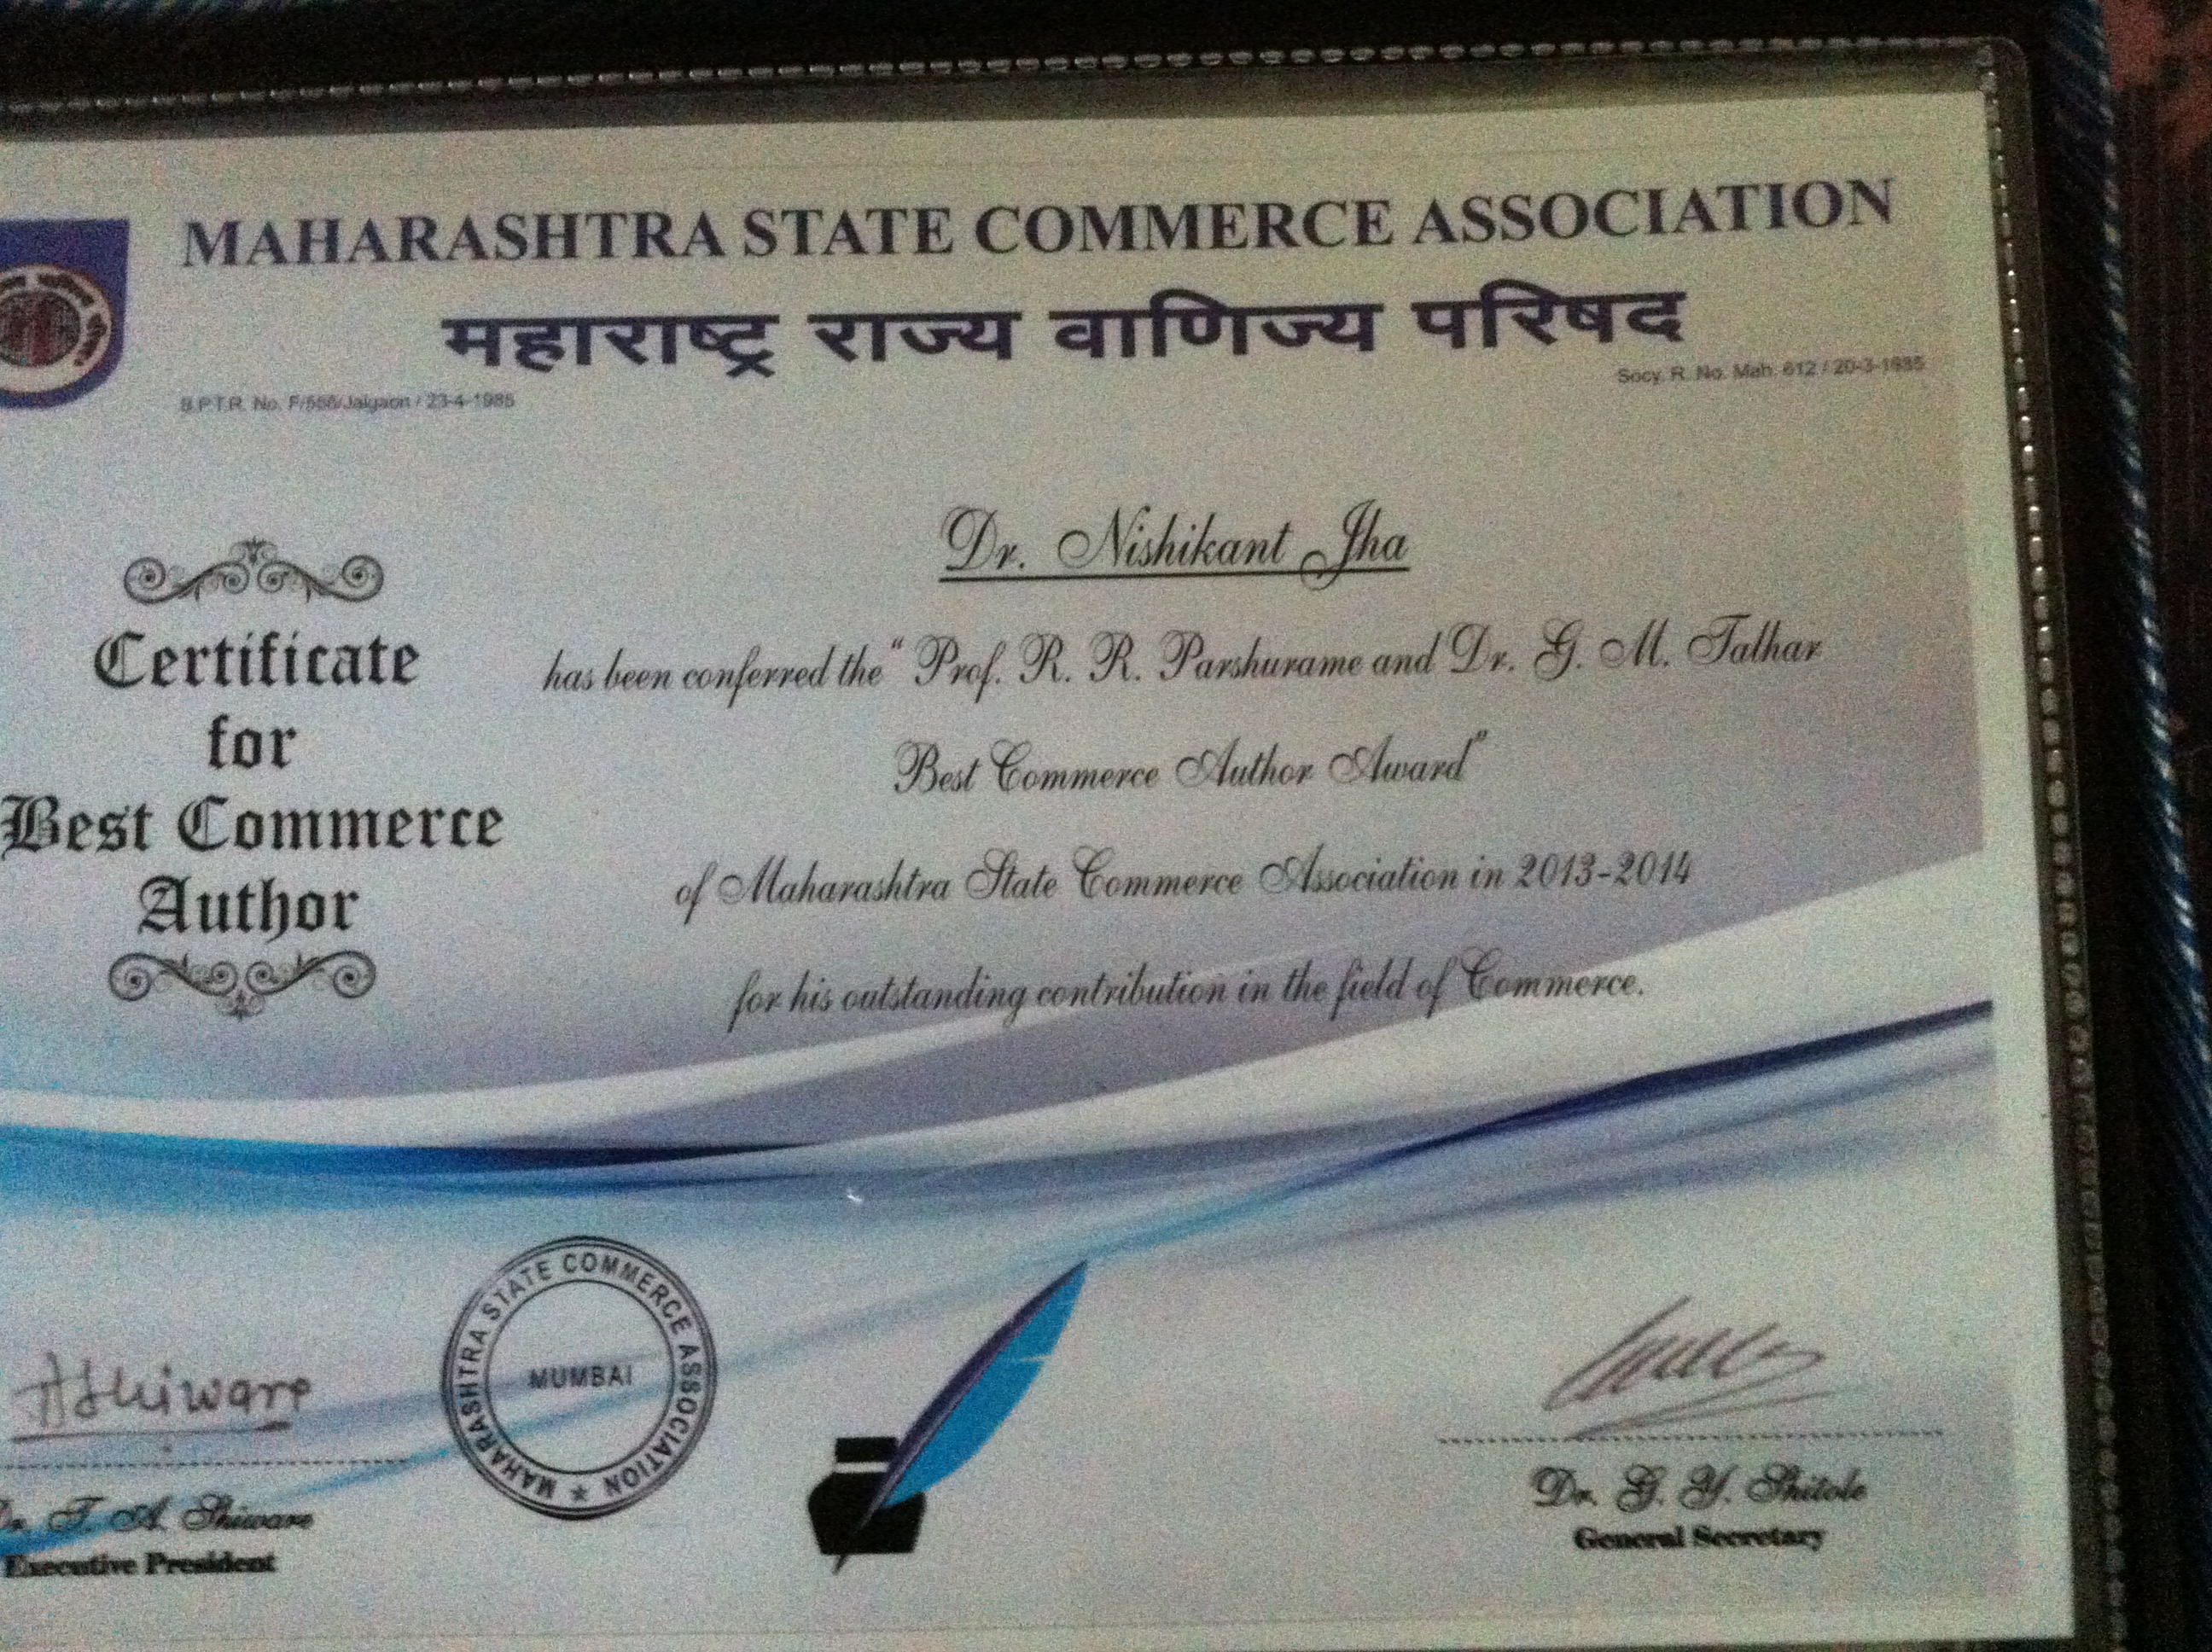 MAHARASHTRA STATE COMMERCE ASSOCIATION
महाराष्ट्र राज्य वाणिज्य परिषद
B.P.T.R. No. F/556/Jalgaon / 23-4-1985
Socy. R. No. Mah. 612 / 20-3-1985
Certificate
for
Best Commerce
Author
Dr. Nishikant Jha
has been conferred the "Prof. R. R. Parshurame and Dr. G. M. Talhar
Best Commerce Author Award"
of Maharashtra State Commerce Association in 2013-2014
for his outstanding contribution in the field of Commerce.
MAHARASHTRA STATE COMMERCE ASSOCIATION
MUMBAI
Dr. T. A. Shiware
Executive President
Dr. G. Y. Shitole
General Secretary